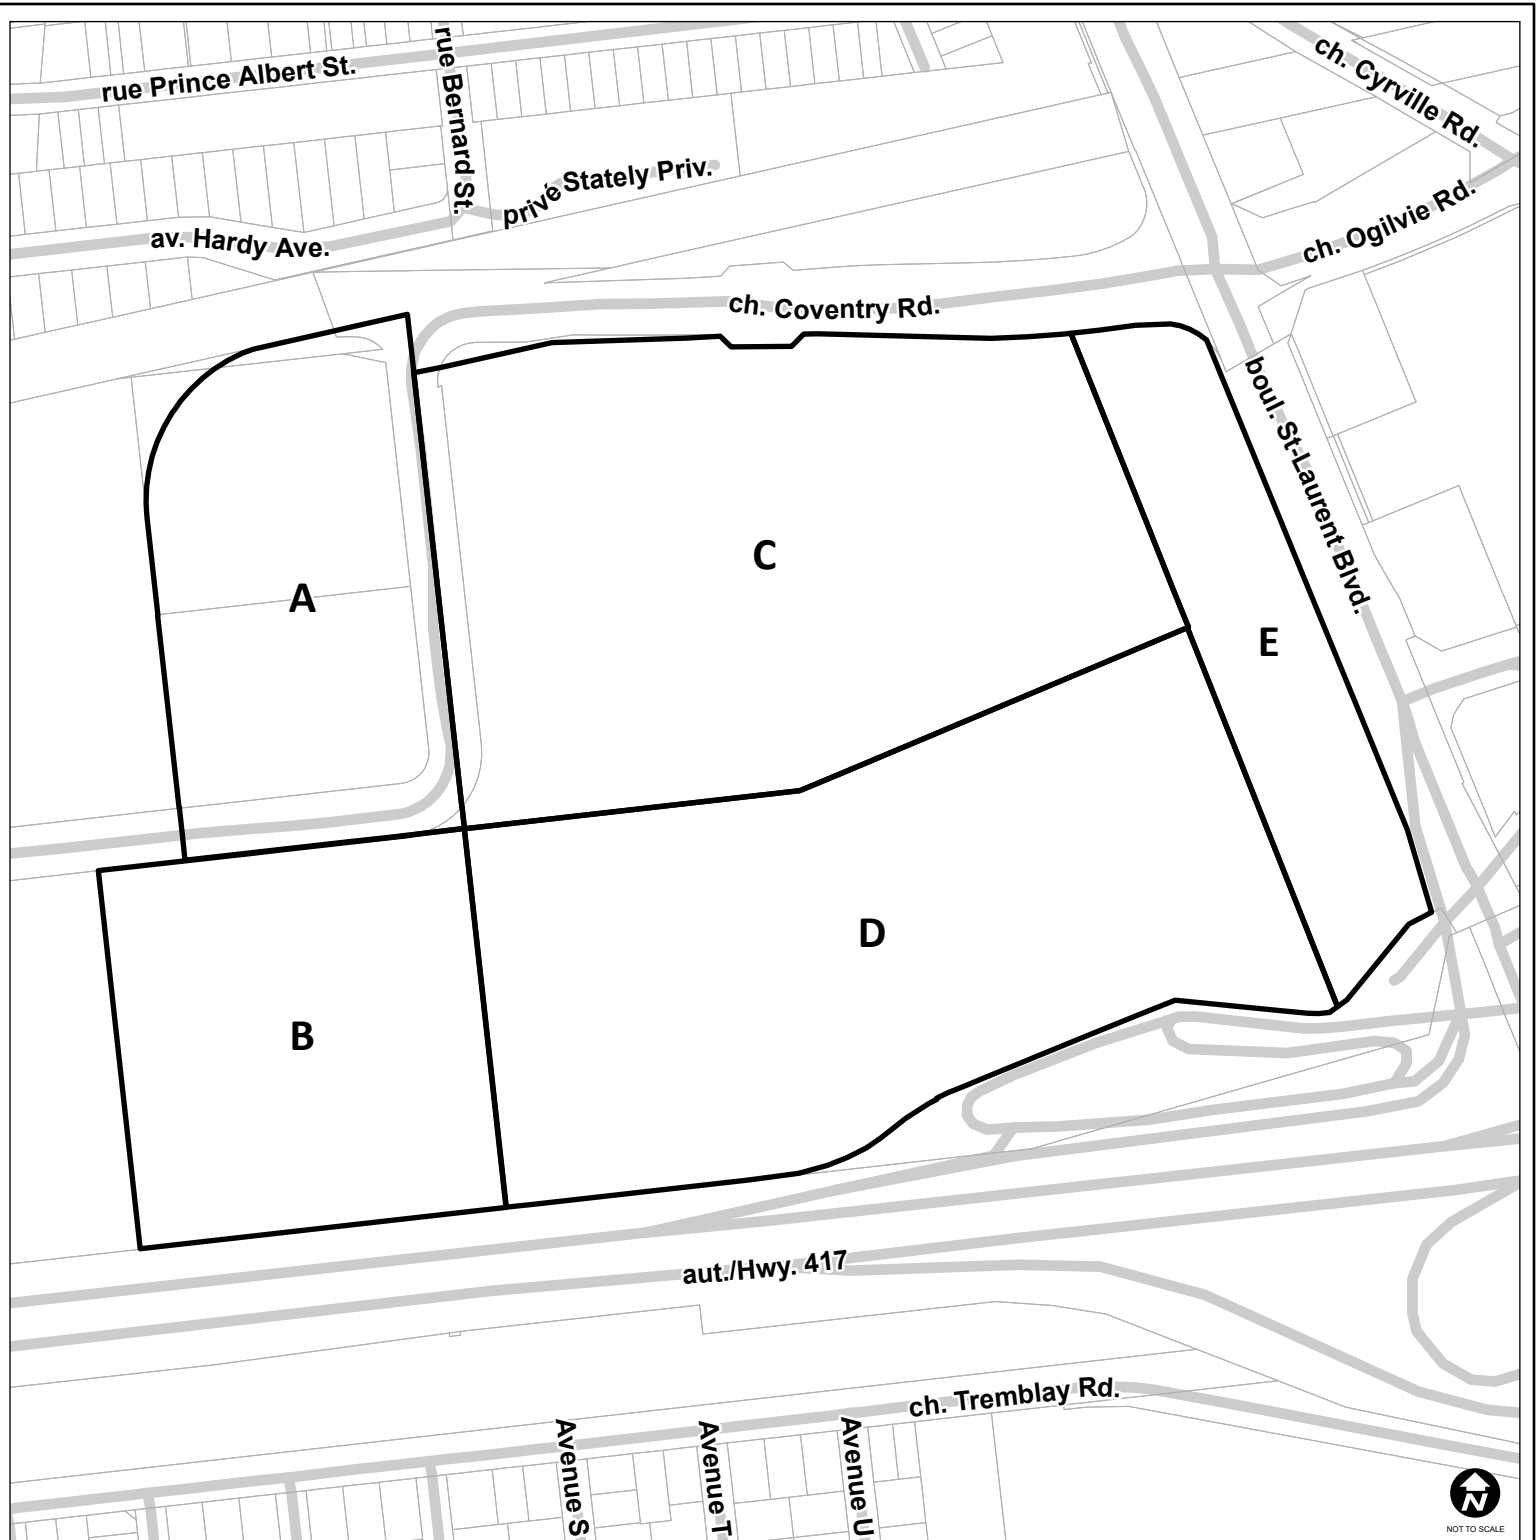 rue Prince Albert St.
rue Bernard St.
ch. Cyrville Rd.
privé Stately Priv.
av. Hardy Ave.
ch. Ogilvie Rd.
ch. Coventry Rd.
boul. St-Laurent Blvd.
C
A
E
D
B
aut./Hwy. 417
ch. Tremblay Rd.
Avenue S
Avenue T
Avenue U
N
NOT TO SCALE